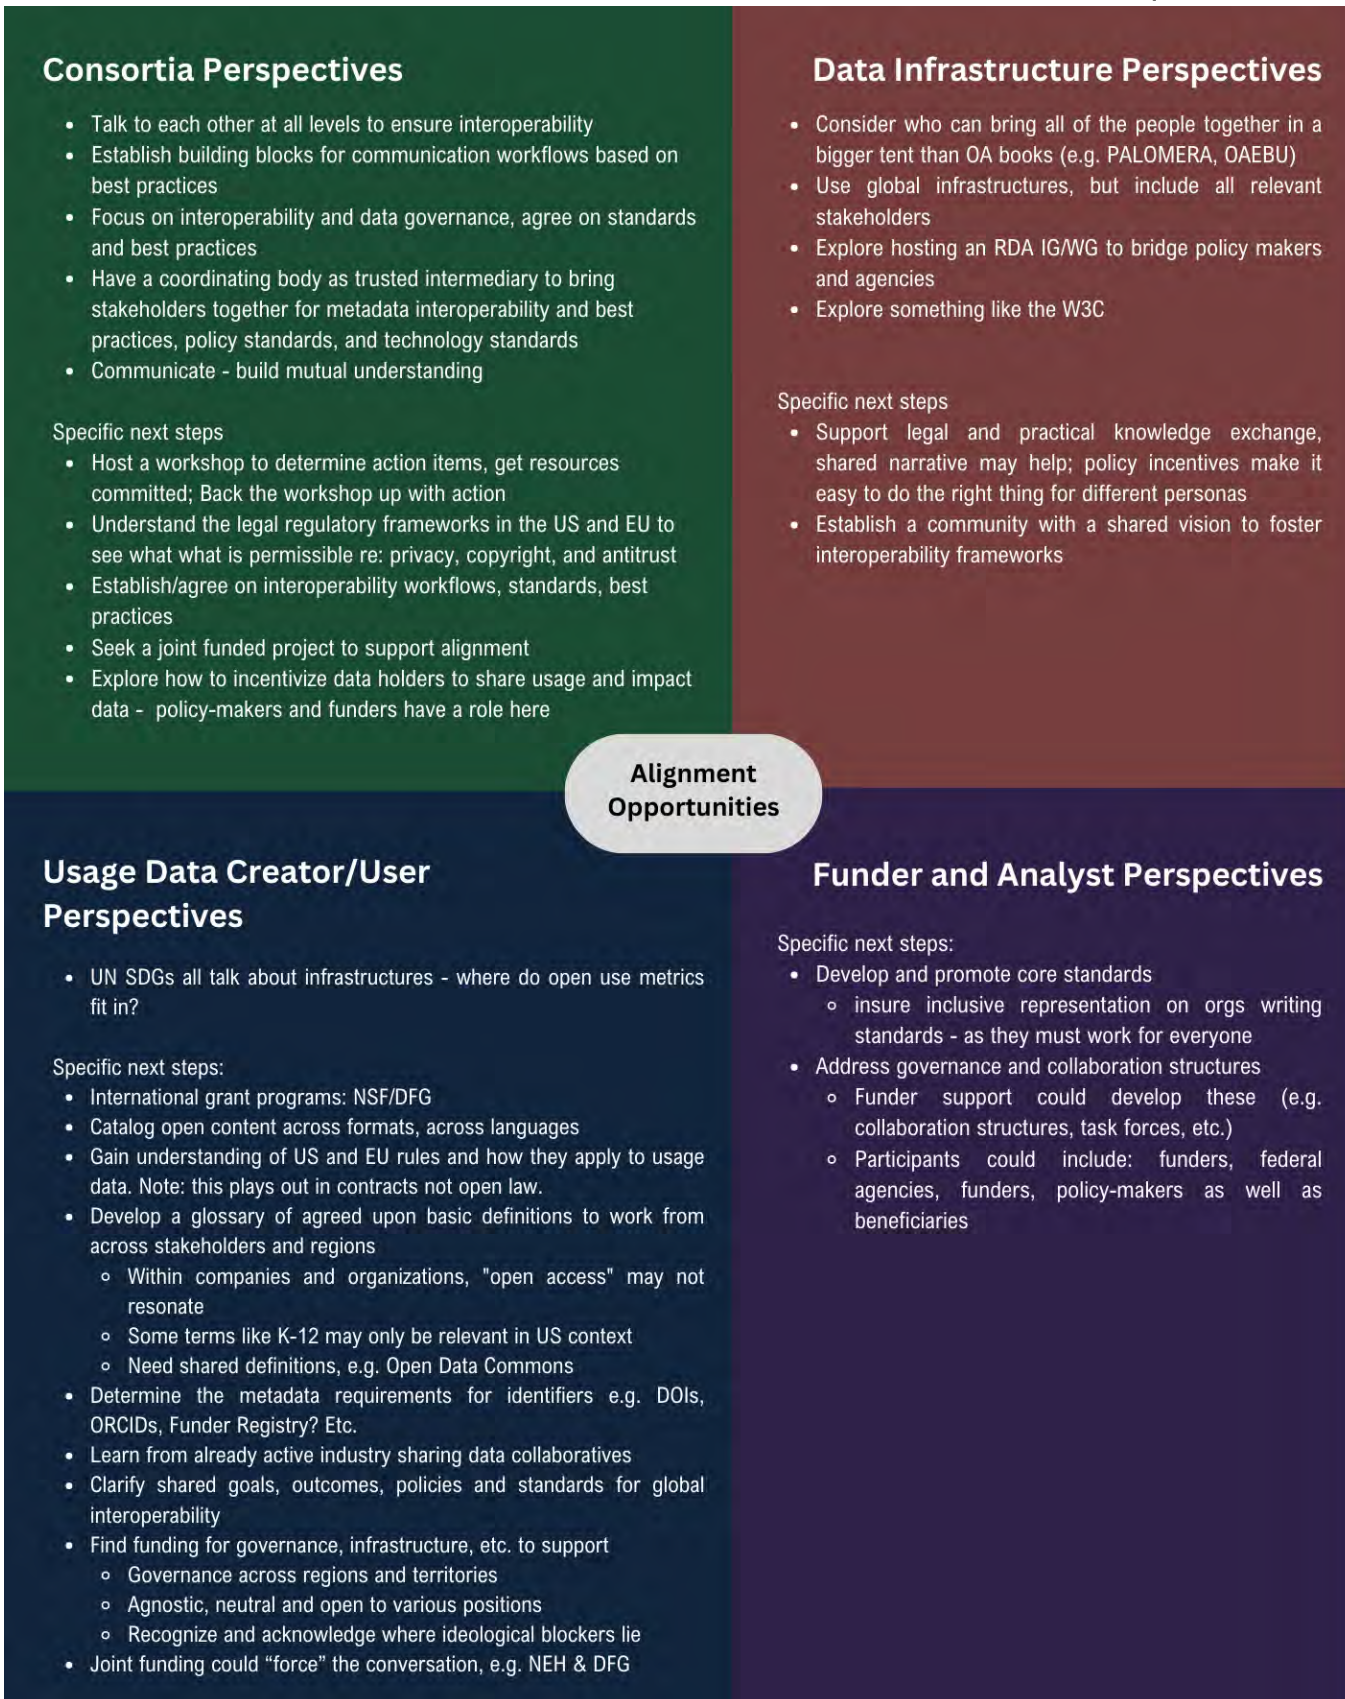 Consortia Perspectives
• Talk to each other at all levels to ensure interoperability
• Establish building blocks for communication workflows based on
best practices
• Focus on interoperability and data governance, agree on standards
and best practices
• Have a coordinating body as trusted intermediary to bring
stakeholders together for metadata interoperability and best
practices, policy standards, and technology standards
• Communicate - build mutual understanding
Specific next steps
• Host a workshop to determine action items, get resources
committed; Back the workshop up with action
• Understand the legal regulatory frameworks in the US and EU to
see what what is permissible re: privacy, copyright, and antitrust
• Establish/agree on interoperability workflows, standards, best
practices
• Seek a joint funded project to support alignment
• Explore how to incentivize data holders to share usage and impact
data - policy-makers and funders have a role here
Data Infrastructure Perspectives
• Consider who can bring all of the people together in a
bigger tent than OA books (e.g. PALOMERA, OAEBU)
• Use global infrastructures, but include all relevant
stakeholders
• Explore hosting an RDA IG/WG to bridge policy makers
and agencies
• Explore something like the W3C
Specific next steps
• Support legal and practical knowledge exchange,
shared narrative may help; policy incentives make it
easy to do the right thing for different personas
• Establish a community with a shared vision to foster
interoperability frameworks
Alignment
Opportunities
Usage Data Creator/User
Perspectives
• UN SDGs all talk about infrastructures - where do open use metrics
fit in?
Specific next steps:
• International grant programs: NSF/DFG
• Catalog open content across formats, across languages
• Gain understanding of US and EU rules and how they apply to usage
data. Note: this plays out in contracts not open law.
• Develop a glossary of agreed upon basic definitions to work from
across stakeholders and regions
◦ Within companies and organizations, "open access" may not
resonate
◦ Some terms like K-12 may only be relevant in US context
◦ Need shared definitions, e.g. Open Data Commons
• Determine the metadata requirements for identifiers e.g. DOIs,
ORCIDs, Funder Registry? Etc.
• Learn from already active industry sharing data collaboratives
• Clarify shared goals, outcomes, policies and standards for global
interoperability
• Find funding for governance, infrastructure, etc. to support
◦ Governance across regions and territories
◦ Agnostic, neutral and open to various positions
◦ Recognize and acknowledge where ideological blockers lie
• Joint funding could “force” the conversation, e.g. NEH & DFG
Funder and Analyst Perspectives
Specific next steps:
• Develop and promote core standards
◦ insure inclusive representation on orgs writing
standards - as they must work for everyone
• Address governance and collaboration structures
◦ Funder support could develop these (e.g.
collaboration structures, task forces, etc.)
◦ Participants could include: funders, federal
agencies, funders, policy-makers as well as
beneficiaries